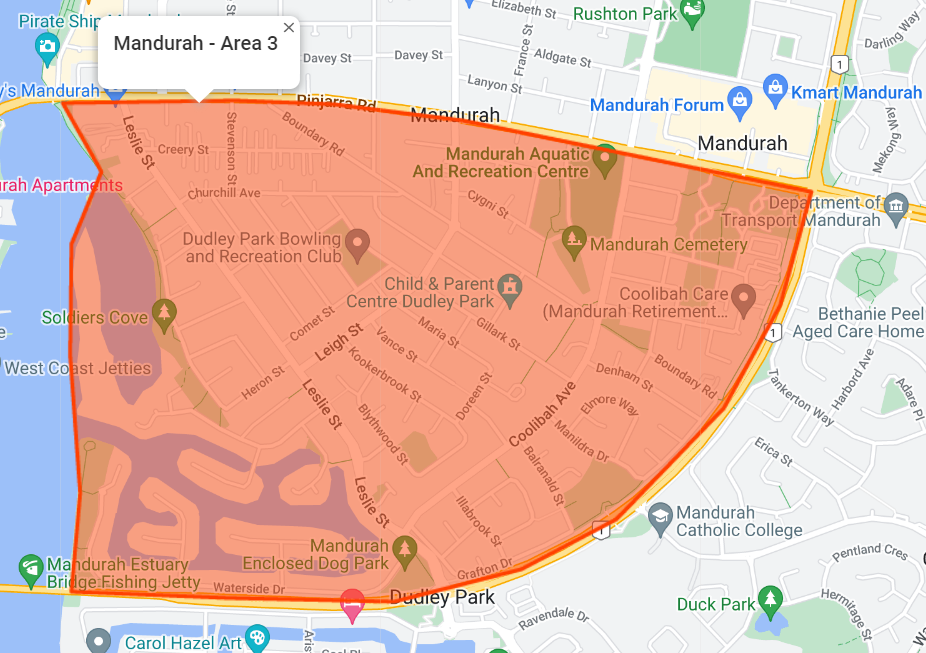 Elizabeth St
Rushton Park
Pirate Ship Mandurah
Mandurah - Area 3
Davey St
Davey St
France St
Aldgate St
Lanyon St
Darling Way
1
y's Mandurah
Pinjarra Rd
Mandurah
Mandurah Forum
Kmart Mandurah
Mandurah
Mekong Way
Leslie St
Stevenson St
Boundary Rd
Creery St
Mandurah Aquatic
And Recreation Centre
urah Apartments
Churchill Ave
Cygni St
Department of
Transport Mandurah
Dudley Park Bowling
and Recreation Club
Mandurah Cemetery
Child & Parent
Centre Dudley Park
Coolibah Care
(Mandurah Retirement...
Soldiers Cove
Comet St
Leigh St
Maria St
Gillark St
Vance St
Bethanie Peel
Aged Care Home
1
West Coast Jetties
Kookerbrook St
Heron St
Leslie St
Doreen St
Denham St
Boundary Rd
Tankerton Way
Harbord Ave
Adare Pl
Elmore Way
Coolibah Ave
Blythwood St
Manildra Dr
Balranald St
Erica St
Leslie St
Illabrook St
Mandurah
Catholic College
1
Mandurah
Enclosed Dog Park
Pentland Cres
Mandurah Estuary
Bridge Fishing Jetty
Waterside Dr
Grafton Dr
Dudley Park
Duck Park
Hermitage St
Ravendale Dr
Carol Hazel Art